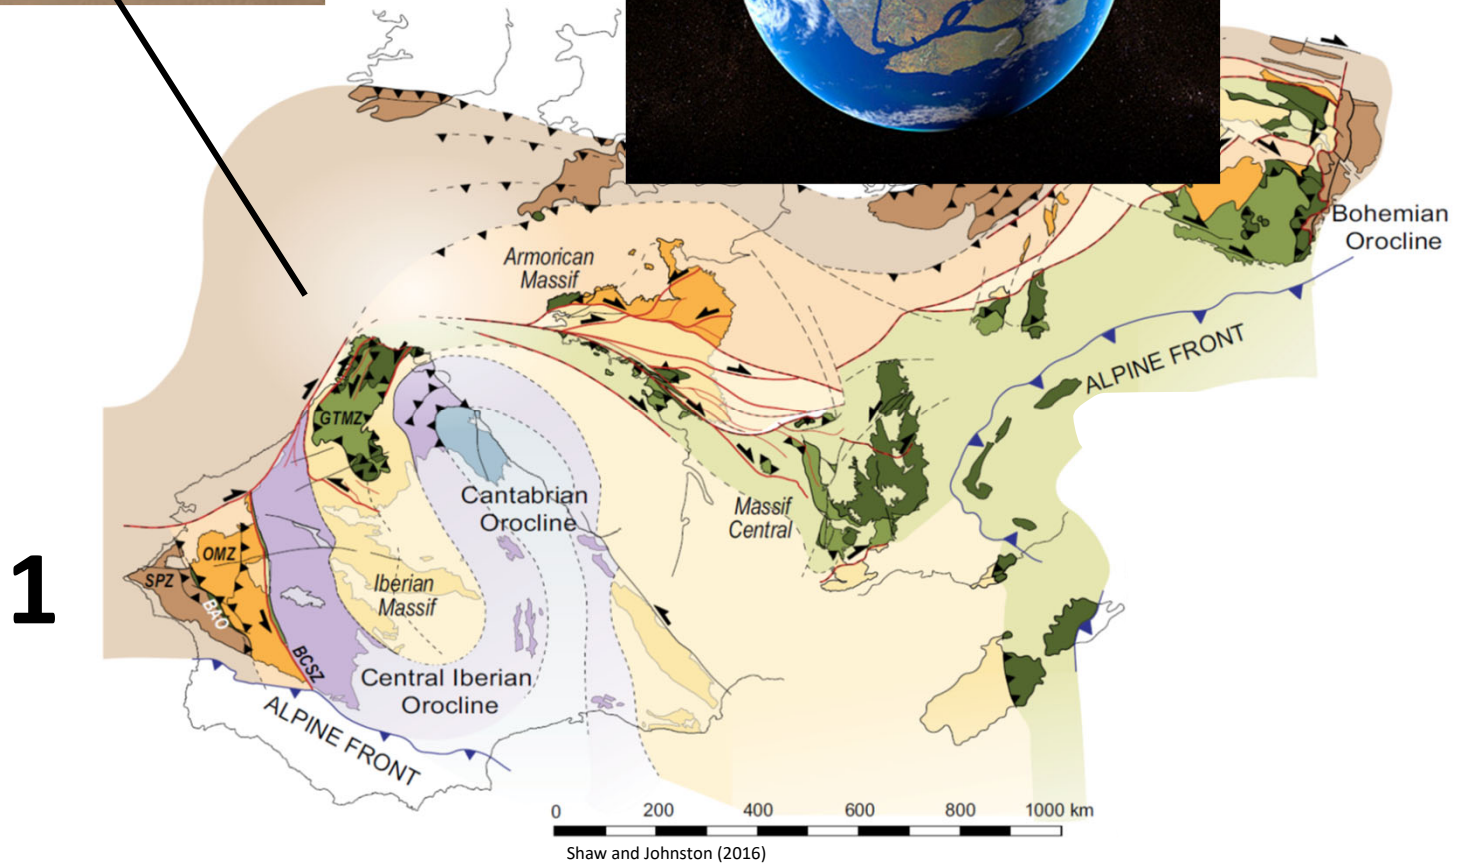 Bohemian
Orocline
Armorican
Massif
ALPINE FRONT
GTMZ
Cantabrian
Orocline
Massif
Central
1
OMZ
SPZ
Iberian
Massif
BAO
BCSZ
Central Iberian
Orocline
ALPINE FRONT
0 200 400 600 800 1000 km
Shaw and Johnston (2016)